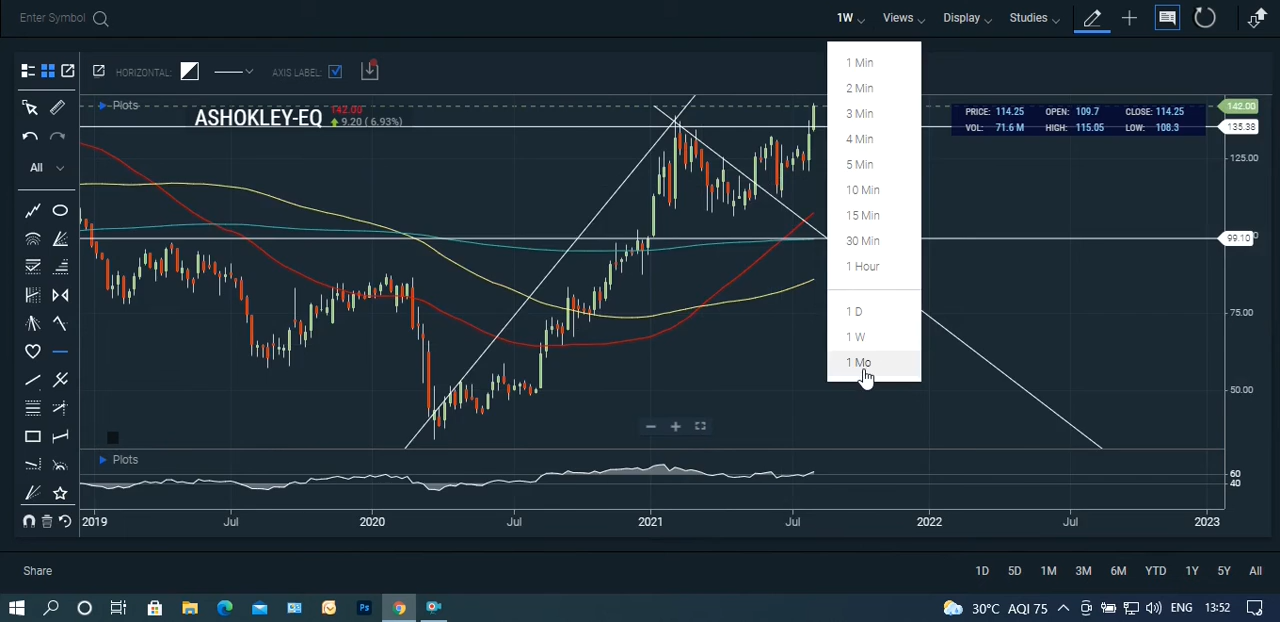 Enter Symbol
1W Views Display Studies
HORIZONTAL: AXIS LABEL:
Plots
ASHOKLEY-EQ
142.00
9.20 ( 6.93%)
1 Min
2 Min
3 Min
4 Min
5 Min
10 Min
15 Min
30 Min
1 Hour
1 D
1 W
1 Mo
PRICE: 114.25 OPEN: 109.7 CLOSE: 114.25
VOL: 71.6 M HIGH: 115.05 LOW: 108.3
142.00
135.38
125.00
99.10
75.00
50.00
All
Plots
60
40
2019 Jul 2020 Jul 2021 Jul 2022 Jul 2023
Share
1D 5D 1M 3M 6M YTD 1Y 5Y All
Ps
30°C AQI 75 ENG 13:52